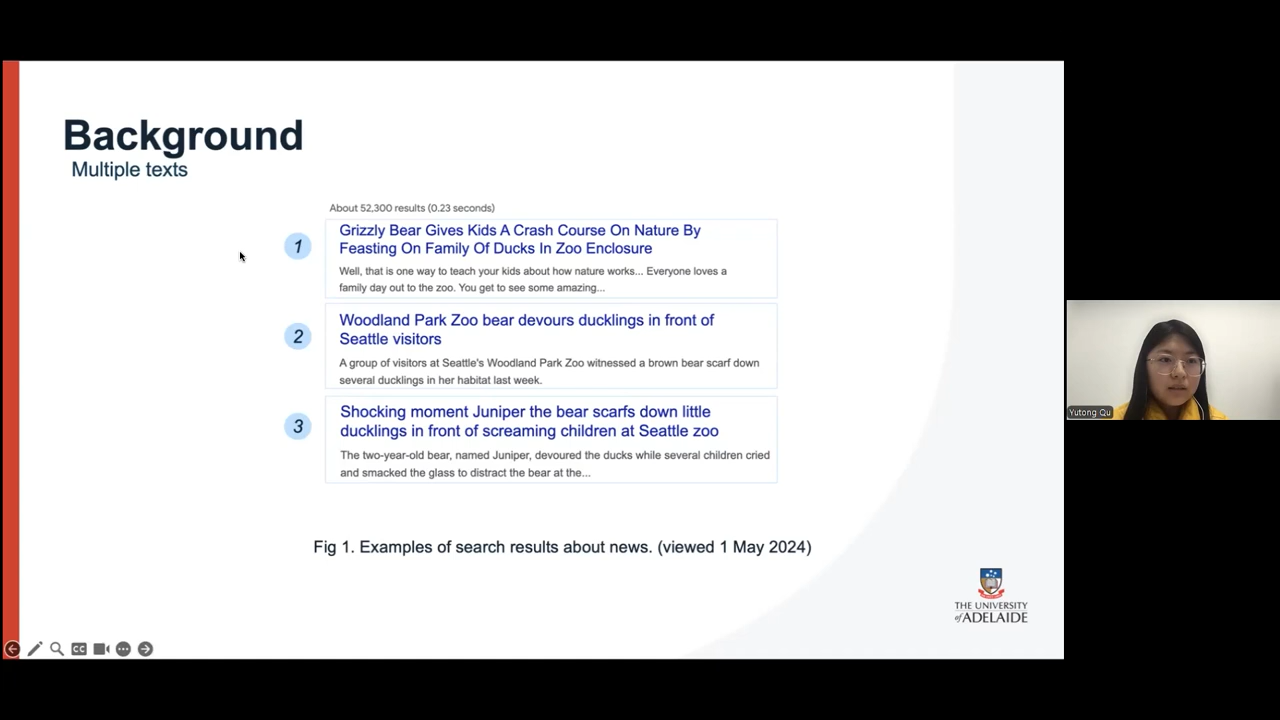 Background
Multiple texts
About 52,300 results (0.23 seconds)
1
Grizzly Bear Gives Kids A Crash Course On Nature By
Feasting On Family Of Ducks In Zoo Enclosure
Well, that is one way to teach your kids about how nature works... Everyone loves a
family day out to the zoo. You get to see some amazing...
2
Woodland Park Zoo bear devours ducklings in front of
Seattle visitors
A group of visitors at Seattle's Woodland Park Zoo witnessed a brown bear scarf down
several ducklings in her habitat last week.
3
Shocking moment Juniper the bear scarfs down little
ducklings in front of screaming children at Seattle zoo
The two-year-old bear, named Juniper, devoured the ducks while several children cried
and smacked the glass to distract the bear at the...
Fig 1. Examples of search results about news. (viewed 1 May 2024)
THE UNIVERSITY
of ADELAIDE
CC
Yutong Qu